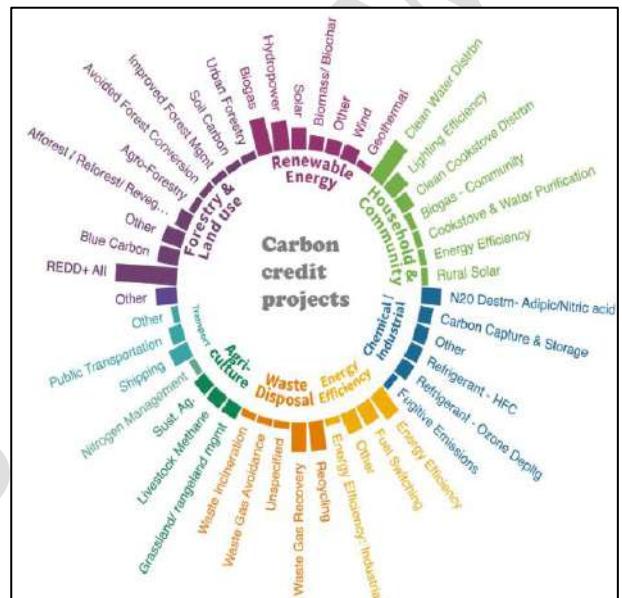 Carbon
credit
projects
Renewable
Energy
Biogas
Hydropower
Solar
Biomass/ Biochar
Other
Wind
Geothermal
Household &
Community
Clean Water Distrbn
Lighting Efficiency
Clean Cookstove Distrbn
Biogas - Community
Cookstove & Water Purification
Energy Efficiency
Rural Solar
Chemical /
Industrial
N20 Destrn- Adipic/Nitric acid
Carbon Capture & Storage
Other
Refrigerant - HFC
Refrigerant - Ozone Depltg
Fugitive Emissions
Energy
Efficiency
Energy Efficiency
Fuel Switching
Other
Energy Efficiency: Industrial
Waste
Disposal
Recycling
Waste Gas Recovery
Unspecified
Waste Gas Avoidence
Waste Incineration
Agri-
culture
Grassland/ rangeland mgmt
Livestock Methane
Sust. Ag.
Nitrogen Management
Transport
Shipping
Public Transportation
Other
Other
Forestry &
Land Use
REDD+ All
Blue Carbon
Other
Afforest / Reforest/ Reveg...
Agro-Forestry
Avoided Forest Conversion
Improved Forest Mgmt
Soil Carbon
Urban Forestry